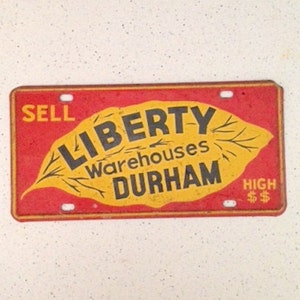 SELL
LIBERTY
Warehouses
DURHAM
HIGH
$$